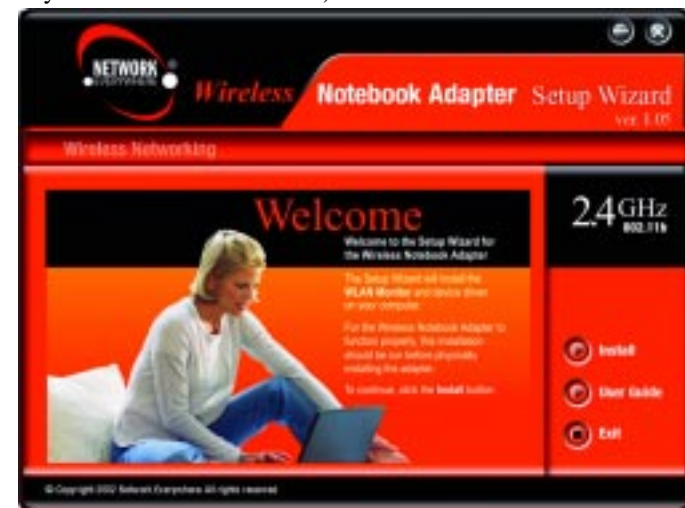 NETWORK
EVERYWHERE
Wireless Notebook Adapter Setup Wizard
ver. 1.05
Wireless Networking
2.4GHz
802.11b
Welcome
Welcome to the Setup Wizard for
the Wireless Notebook Adapter
The Setup Wizard will install the
WLAN Monitor and device driver
on your computer.
For the Wireless Notebook Adapter to
function properly, this installation
should be run before physically
installing the adapter.
To continue, click the Install button
Install
User Guide
Exit
© Copyright 2002 Network Everywhere All rights reserved